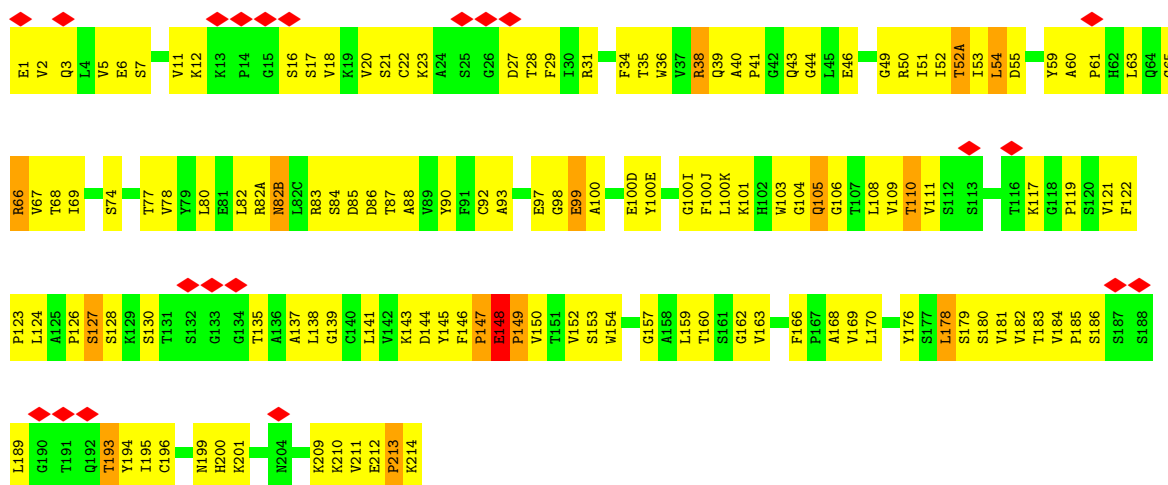 E1 V2 Q3 L4 V5 E6 S7 V11 K12 K13 P14 G15 S16 S17 V18 K19 V20 S21 C22 K23 A24 S25 G26 D27 T28 F29 I30 R31 F34 T35 W36 V37 R38 Q39 A40 P41 G42 Q43 G44 L45 E46 G49 R50 I51 I52 T52A I53 L54 D55 Y59 A60 P61 H62 L63 Q64
R66 V67 T68 I69 S74 T77 V78 Y79 L80 E81 L82 R82A N82B L82C R83 S84 D85 D86 T87 A88 V89 Y90 F91 C92 A93 E97 G98 E99 A100 E100D Y100E G100I F100J L100K K101 H102 W103 G104 Q105 G106 T107 L108 V109 T110 V111 S112 S113 T116 K117 G118 P119 S120 V121 F122
P123 L124 A125 P126 S127 S128 K129 S130 T131 S132 G133 G134 T135 A136 A137 L138 G139 C140 L141 V142 K143 D144 Y145 F146 P147 E148 P149 V150 T151 V152 S153 W154 G157 A158 L159 T160 S161 G162 V163 F166 P167 A168 V169 L170 Y176 S177 L178 S179 S180 V181 V182 T183 V184 P185 S186 S187 S188
L189 G190 T191 Q192 T193 Y194 I195 C196 N199 H200 K201 N204 K209 K210 V211 E212 P213 K214